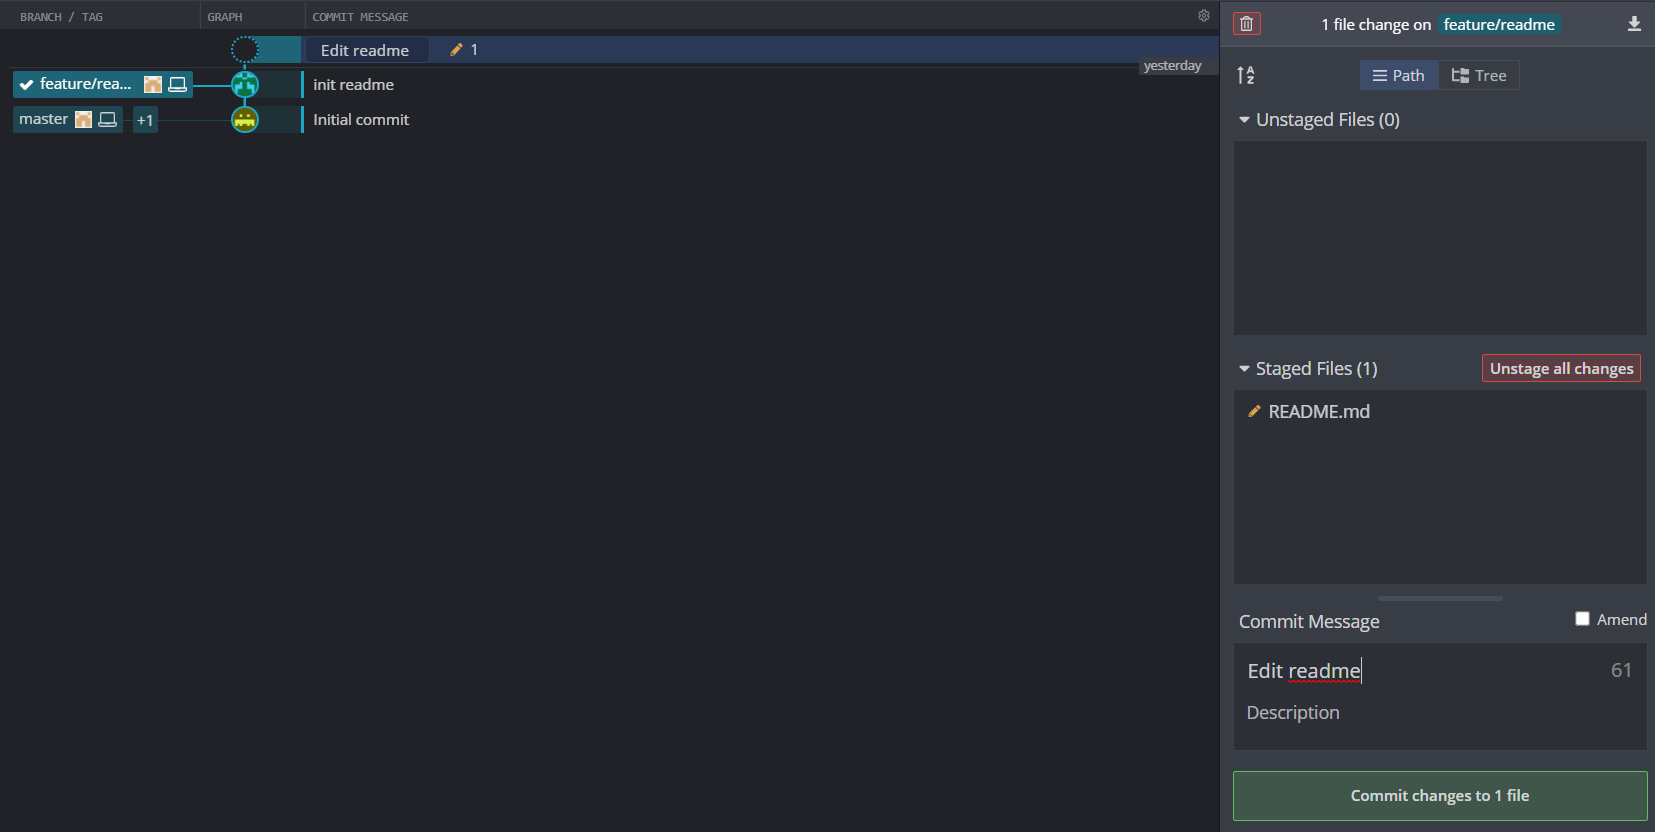 BRANCH / TAG GRAPH COMMIT MESSAGE
Edit readme 1
yesterday
feature/rea... init readme
master +1 Initial commit
1 file change on feature/readme
A
Z
Path Tree
Unstaged Files (0)
Staged Files (1) Unstage all changes
README.md
Commit Message Amend
Edit readme 61
Description
Commit changes to 1 file